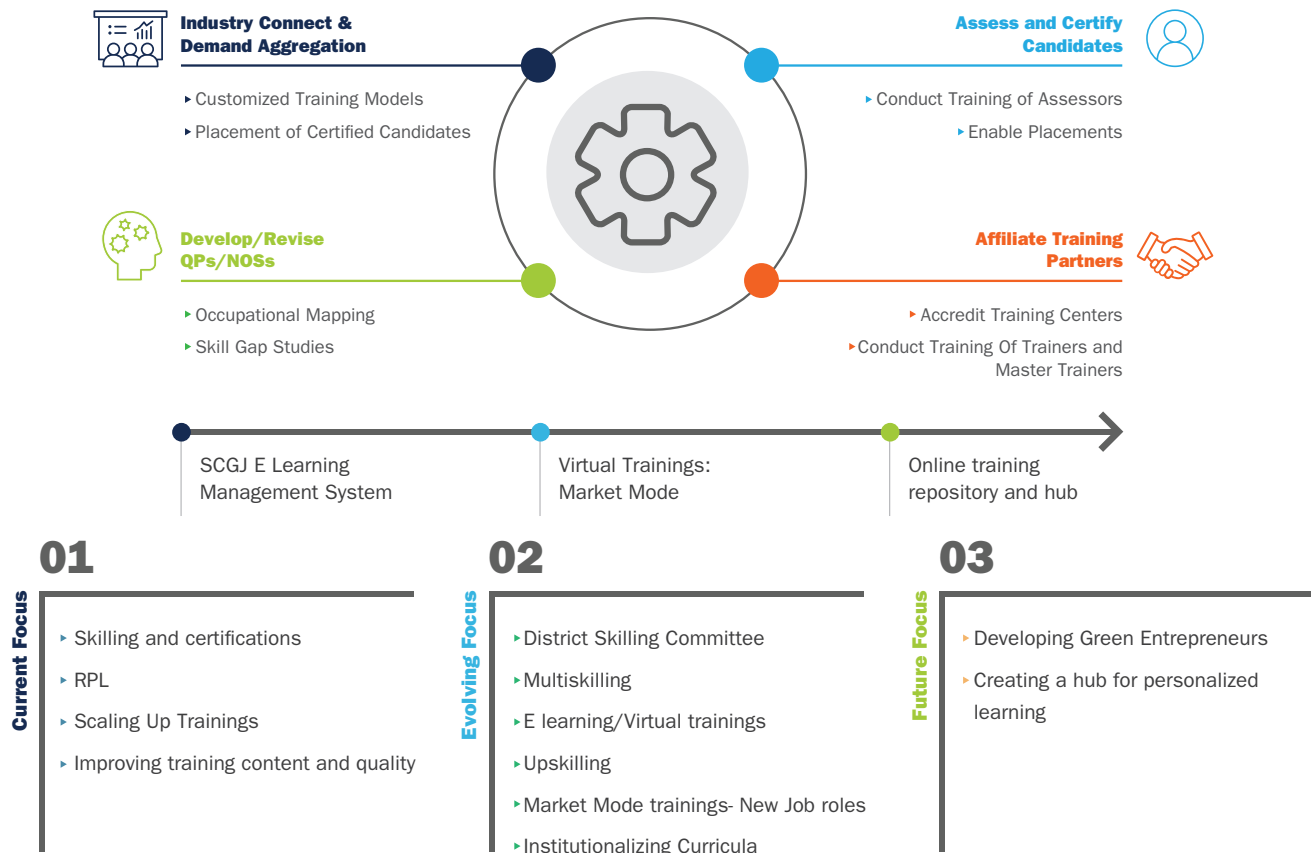 Industry Connect &
Demand Aggregation
Customized Training Models
Placement of Certified Candidates
Assess and Certify
Candidates
Conduct Training of Assessors
Enable Placements
Develop/Revise
QPs/NOSs
Occupational Mapping
Skill Gap Studies
Affiliate Training
Partners
Accredit Training Centers
Conduct Training Of Trainers and
Master Trainers
SCGJ E Learning
Management System
Virtual Trainings:
Market Mode
Online training
repository and hub
01
Current Focus
Skilling and certifications
RPL
Scaling Up Trainings
Improving training content and quality
02
Evolving Focus
District Skilling Committee
Multiskilling
E learning/Virtual trainings
Upskilling
Market Mode trainings- New Job roles
Institutionalizing Curricula
03
Future Focus
Developing Green Entrepreneurs
Creating a hub for personalized
learning